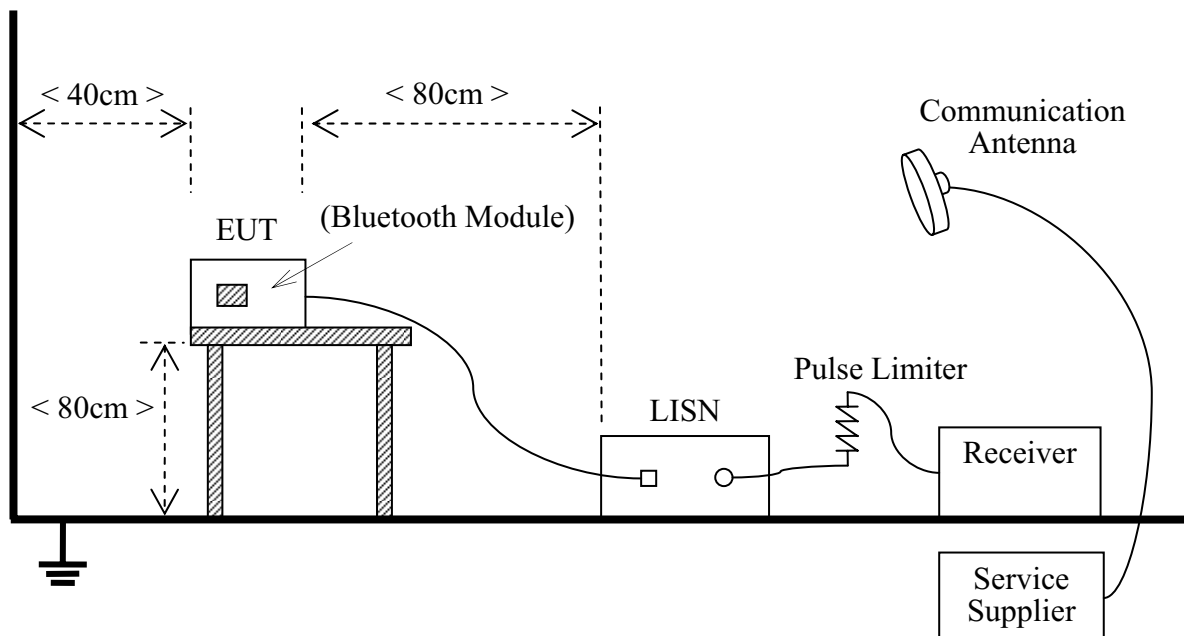 < 40cm >
< 80cm >
Communication
Antenna
(Bluetooth Module)
EUT
Pulse Limiter
< 80cm >
LISN
Receiver
Service
Supplier